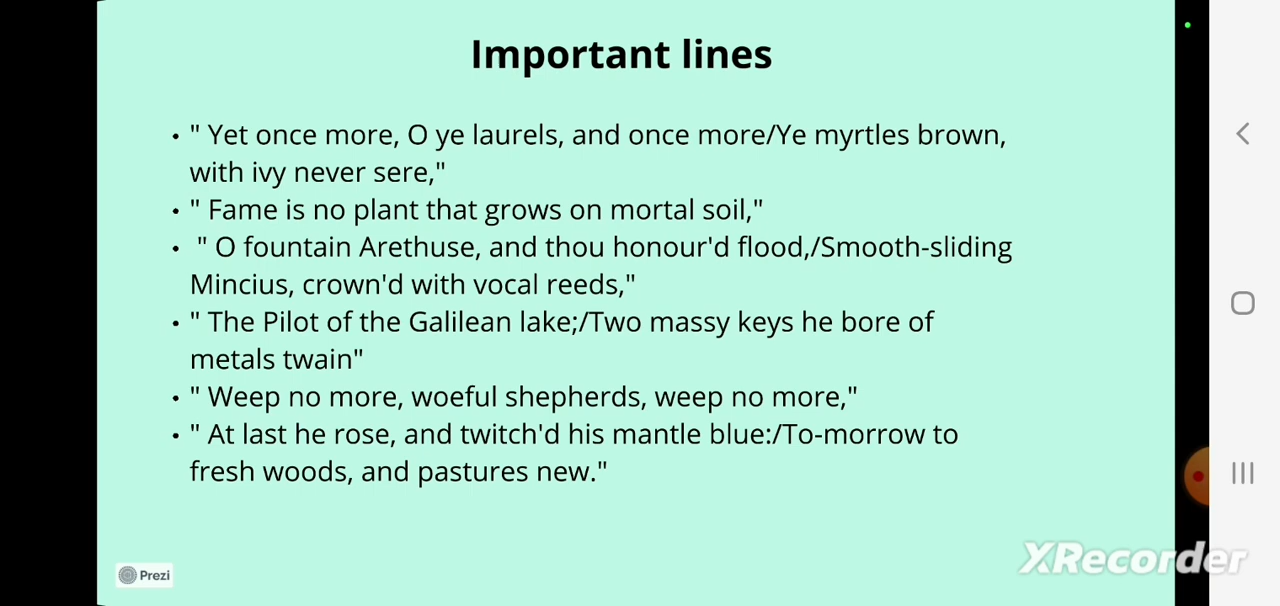 Important lines
• " Yet once more, O ye laurels, and once more/Ye myrtles brown,
with ivy never sere,"
• " Fame is no plant that grows on mortal soil,"
• " O fountain Arethuse, and thou honour'd flood,/Smooth-sliding
Mincius, crown'd with vocal reeds,"
• " The Pilot of the Galilean lake;/Two massy keys he bore of
metals twain"
• " Weep no more, woeful shepherds, weep no more,"
• " At last he rose, and twitch'd his mantle blue:/To-morrow to
fresh woods, and pastures new."
XRecorder
Prezi